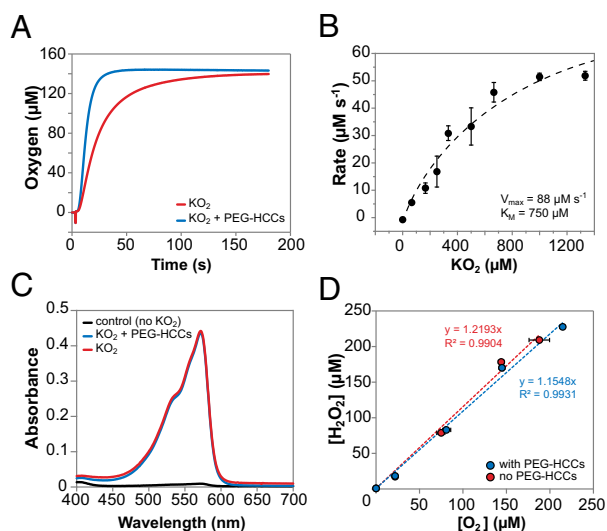 A
Oxygen (µM)
160
120
80
40
0
0 50 100 150 200
Time (s)
KO₂
KO₂ + PEG-HCCs
B
Rate (µM s⁻¹)
60
50
40
30
20
10
0
0 400 800 1200
KO₂ (µM)
Vmax = 88 µM s⁻¹
KM = 750 µM
C
Absorbance
0.5
0.4
0.3
0.2
0.1
0
400 450 500 550 600 650 700
Wavelength (nm)
control (no KO₂)
KO₂ + PEG-HCCs
KO₂
D
[H₂O₂] (µM)
250
200
150
100
50
0
0 50 100 150 200 250
[O₂] (µM)
y = 1.2193x
R² = 0.9904
y = 1.1548x
R² = 0.9931
with PEG-HCCs
no PEG-HCCs